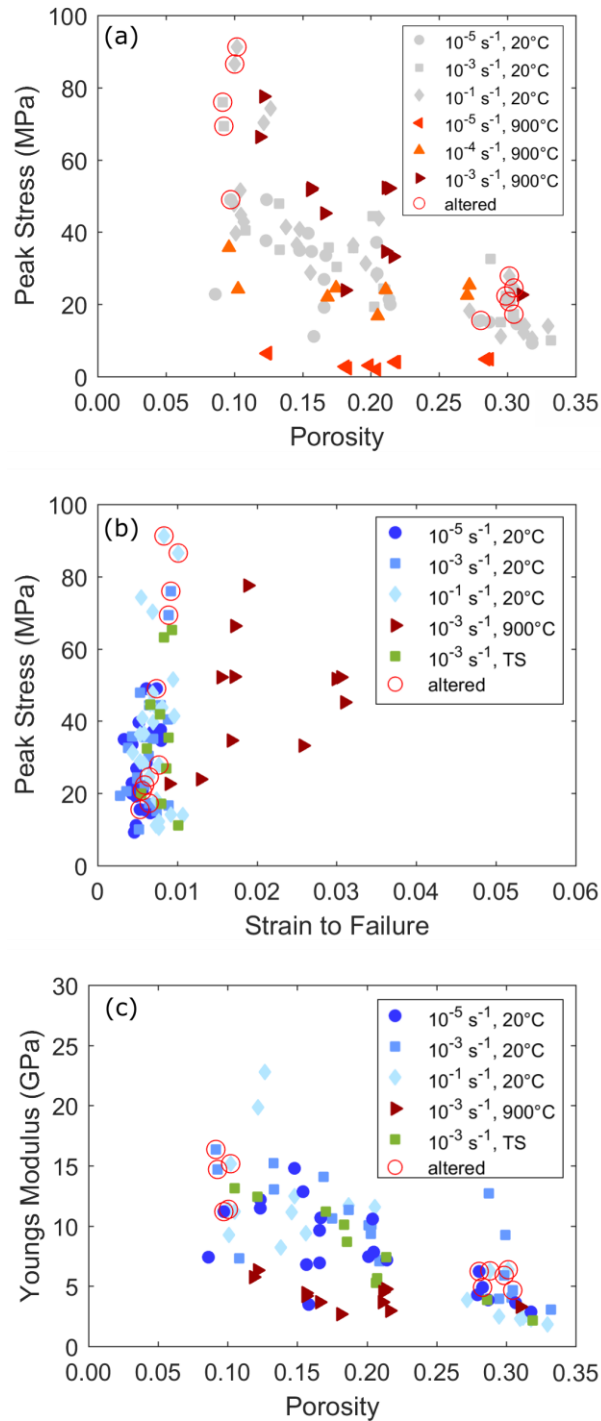 (a)
100
80
60
40
20
0
Peak Stress (MPa)
10⁻⁵ s⁻¹, 20°C
10⁻³ s⁻¹, 20°C
10⁻¹ s⁻¹, 20°C
10⁻⁵ s⁻¹, 900°C
10⁻⁴ s⁻¹, 900°C
10⁻³ s⁻¹, 900°C
altered
0.00 0.05 0.10 0.15 0.20 0.25 0.30 0.35
Porosity
(b)
100
80
60
40
20
0
Peak Stress (MPa)
10⁻⁵ s⁻¹, 20°C
10⁻³ s⁻¹, 20°C
10⁻¹ s⁻¹, 20°C
10⁻³ s⁻¹, 900°C
10⁻³ s⁻¹, TS
altered
0 0.01 0.02 0.03 0.04 0.05 0.06
Strain to Failure
(c)
30
25
20
15
10
5
0
Youngs Modulus (GPa)
10⁻⁵ s⁻¹, 20°C
10⁻³ s⁻¹, 20°C
10⁻¹ s⁻¹, 20°C
10⁻³ s⁻¹, 900°C
10⁻³ s⁻¹, TS
altered
0.00 0.05 0.10 0.15 0.20 0.25 0.30 0.35
Porosity